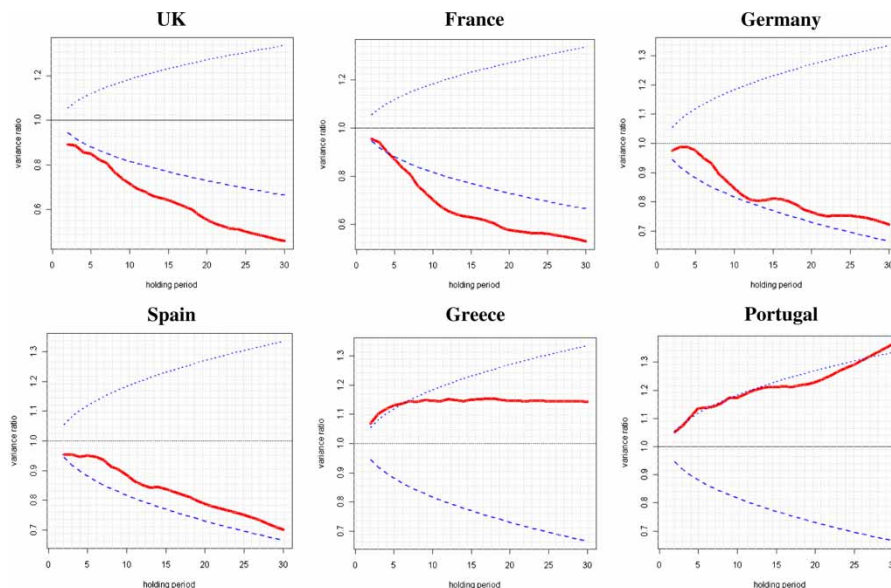 UK
France
Germany
variance ratio
0.6 0.8 1.0 1.2
0 5 10 15 20 25 30
holding period
variance ratio
0.6 0.8 1.0 1.2
0 5 10 15 20 25 30
holding period
variance ratio
0.7 0.8 0.9 1.0 1.1 1.2 1.3
0 5 10 15 20 25 30
holding period
Spain
Greece
Portugal
variance ratio
0.7 0.8 0.9 1.0 1.1 1.2 1.3
0 5 10 15 20 25 30
holding period
variance ratio
0.7 0.8 0.9 1.0 1.1 1.2 1.3
0 5 10 15 20 25 30
holding period
variance ratio
0.7 0.8 0.9 1.0 1.1 1.2 1.3
0 5 10 15 20 25 30
holding period